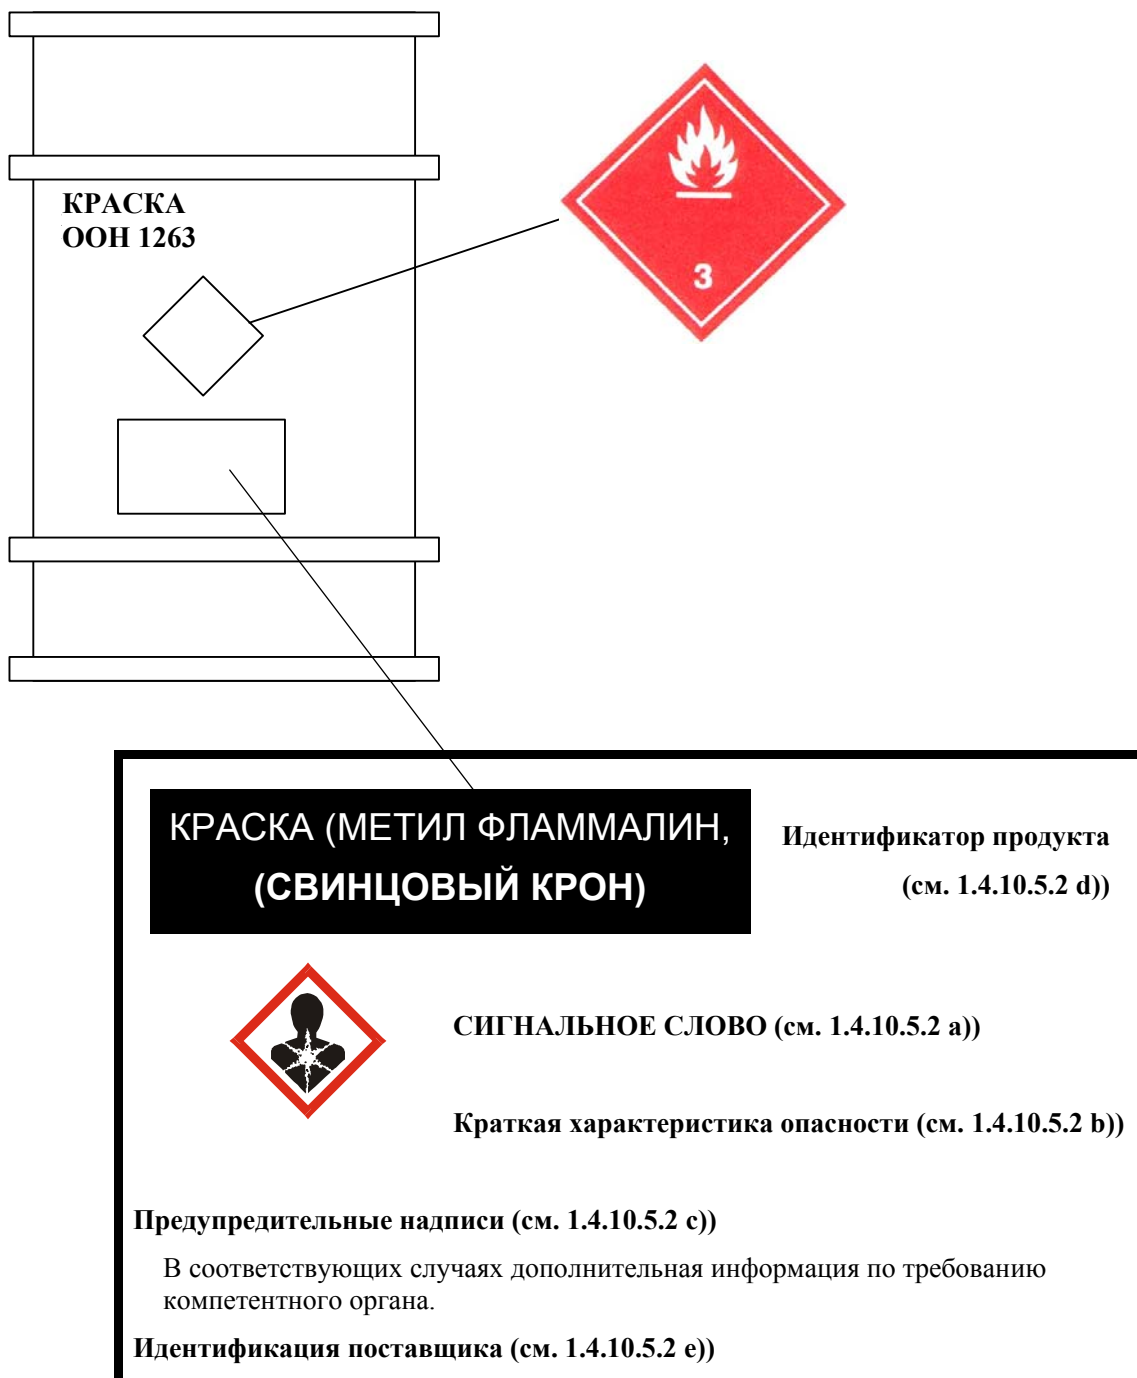 КРАСКА
ООН 1263
3
КРАСКА (МЕТИЛ ФЛАММАЛИН,
(СВИНЦОВЫЙ КРОН)
Идентификатор продукта
(см. 1.4.10.5.2 d))
СИГНАЛЬНОЕ СЛОВО (см. 1.4.10.5.2 a))
Краткая характеристика опасности (см. 1.4.10.5.2 b))
Предупредительные надписи (см. 1.4.10.5.2 c))
В соответствующих случаях дополнительная информация по требованию
компетентного органа.
Идентификация поставщика (см. 1.4.10.5.2 e))